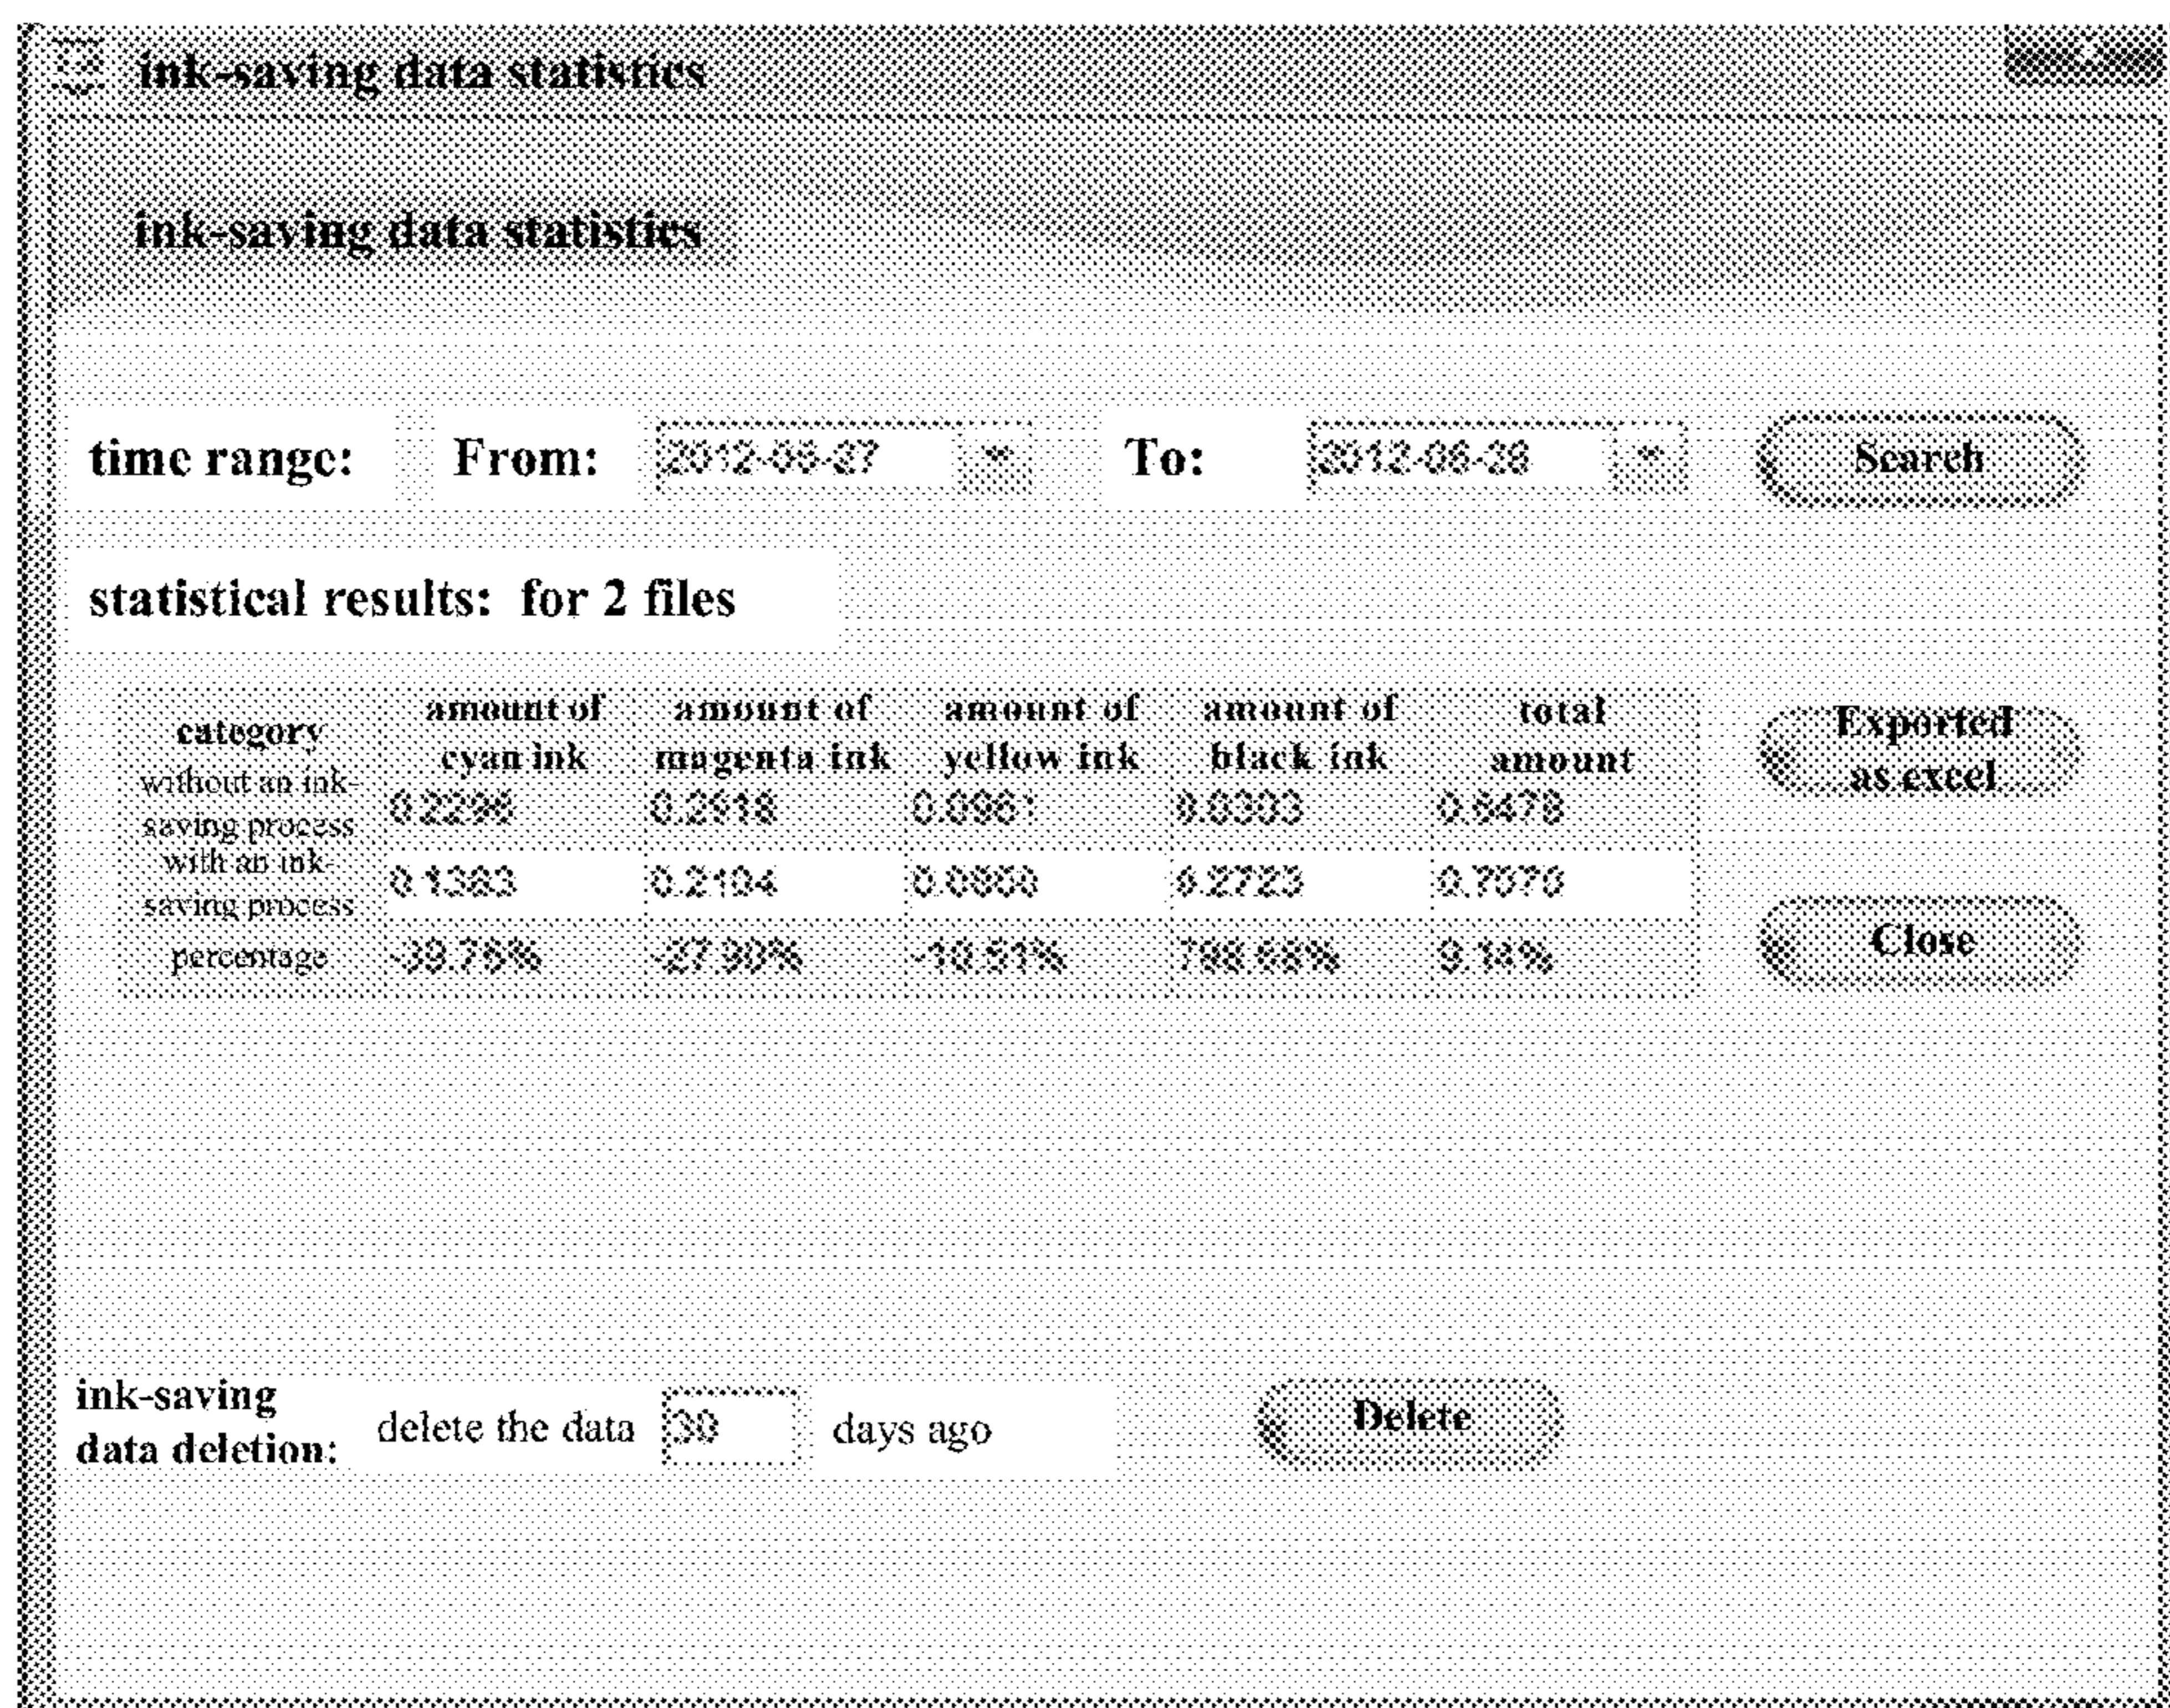 ink-saving data statistics
ink-saving data statistics
time range: From: 2012-06-27 To: 2012-06-28 Search
statistical results: for 2 files
category
amount of
cyan ink
amount of
magenta ink
amount of
yellow ink
amount of
black ink
total
amount
Exported
as excel
without an ink-
saving process
0.2296 0.2918 0.0961 0.0303 0.6478
with an ink-
saving process
0.1383 0.2104 0.0860 0.2723 0.7070
percentage -39.76% -27.90% -10.51% 798.68% 9.14%
Close
ink-saving
data deletion:
delete the data 30 days ago Delete